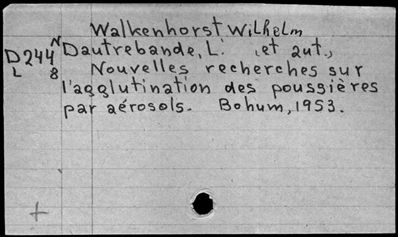 Walkenhorst Wilhelm
D244 N Dautrebande, L. et aut.,
L 8 Nouvelles recherches sur
l'agglutination des poussières
par aérosols. Bohum, 1953.
+